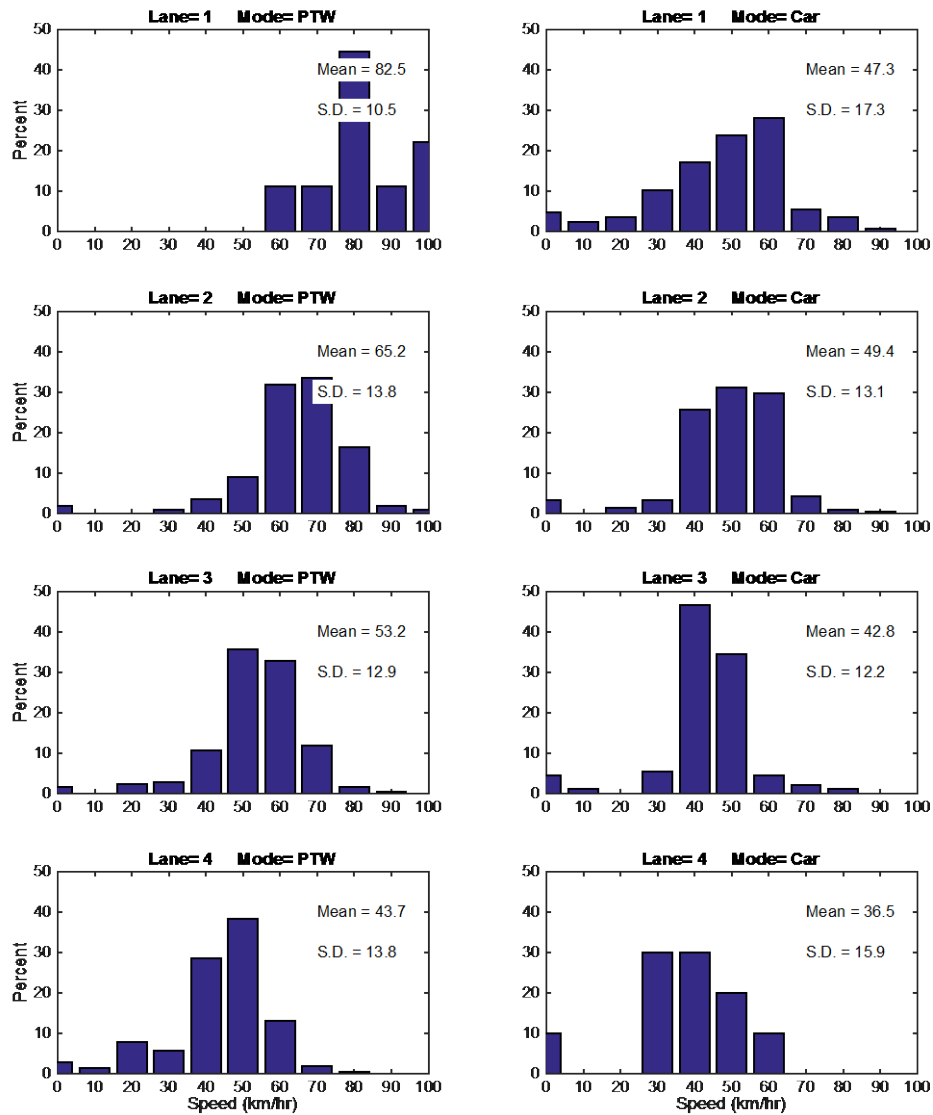 Lane= 1 Mode= PTW
50
40
30
20
10
0
Percent
Mean = 82.5
S.D. = 10.5
0 10 20 30 40 50 60 70 80 90 100
Lane= 1 Mode= Car
50
40
30
20
10
0
Mean = 47.3
S.D. = 17.3
0 10 20 30 40 50 60 70 80 90 100
Lane= 2 Mode= PTW
50
40
30
20
10
0
Percent
Mean = 65.2
S.D. = 13.8
0 10 20 30 40 50 60 70 80 90 100
Lane= 2 Mode= Car
50
40
30
20
10
0
Mean = 49.4
S.D. = 13.1
0 10 20 30 40 50 60 70 80 90 100
Lane= 3 Mode= PTW
50
40
30
20
10
0
Percent
Mean = 53.2
S.D. = 12.9
0 10 20 30 40 50 60 70 80 90 100
Lane= 3 Mode= Car
50
40
30
20
10
0
Mean = 42.8
S.D. = 12.2
0 10 20 30 40 50 60 70 80 90 100
Lane= 4 Mode= PTW
50
40
30
20
10
0
Percent
Mean = 43.7
S.D. = 13.8
0 10 20 30 40 50 60 70 80 90 100
Speed (km/hr)
Lane= 4 Mode= Car
50
40
30
20
10
0
Mean = 36.5
S.D. = 15.9
0 10 20 30 40 50 60 70 80 90 100
Speed (km/hr)